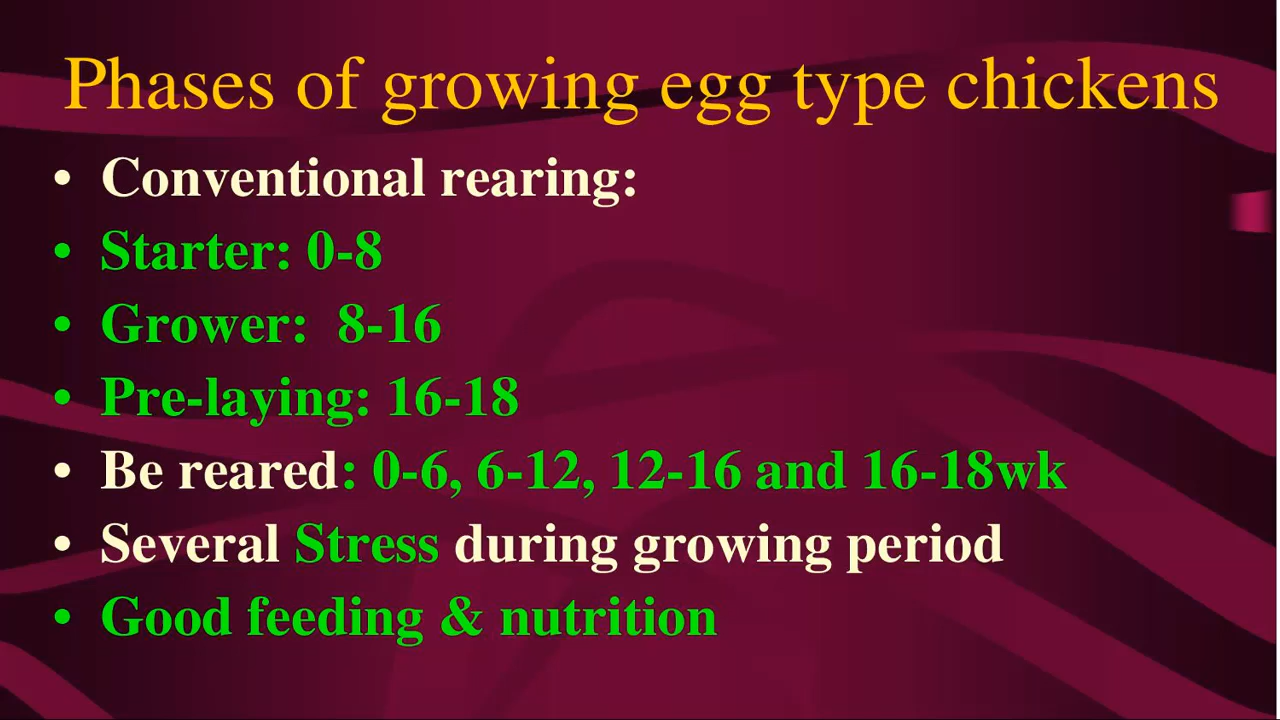 Phases of growing egg type chickens
• Conventional rearing:
• Starter: 0-8
• Grower:  8-16
• Pre-laying: 16-18
• Be reared: 0-6, 6-12, 12-16 and 16-18wk
• Several Stress during growing period
• Good feeding & nutrition